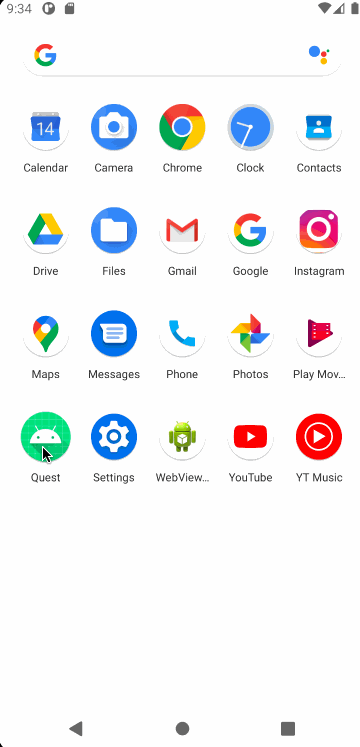 9:34
14
Calendar
Camera
Chrome
Clock
Contacts
Drive
Files
Gmail
Google
Instagram
Maps
Messages
Phone
Photos
Play Mov...
Quest
Settings
WebView...
YouTube
YT Music